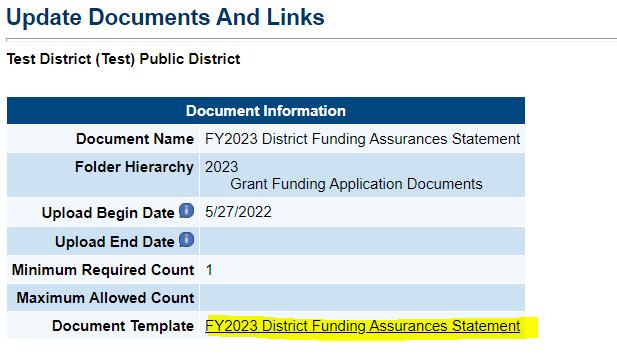 Update Documents And Links
Test District (Test) Public District
Document Information
Document Name FY2023 District Funding Assurances Statement
Folder Hierarchy 2023
Grant Funding Application Documents
Upload Begin Date i 5/27/2022
Upload End Date i
Minimum Required Count 1
Maximum Allowed Count
Document Template FY2023 District Funding Assurances Statement